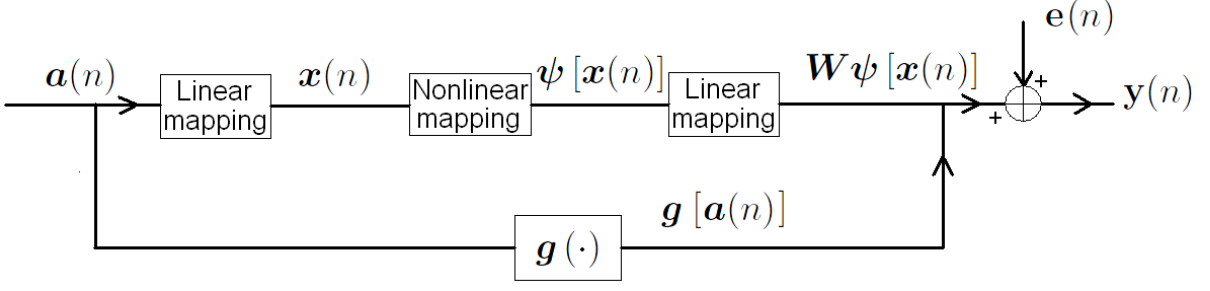 e(n)
a(n) x(n) ψ [x(n)] Wψ [x(n)]
Linear mapping
Nonlinear mapping
Linear mapping
+
+
y(n)
g [a(n)]
g (·)